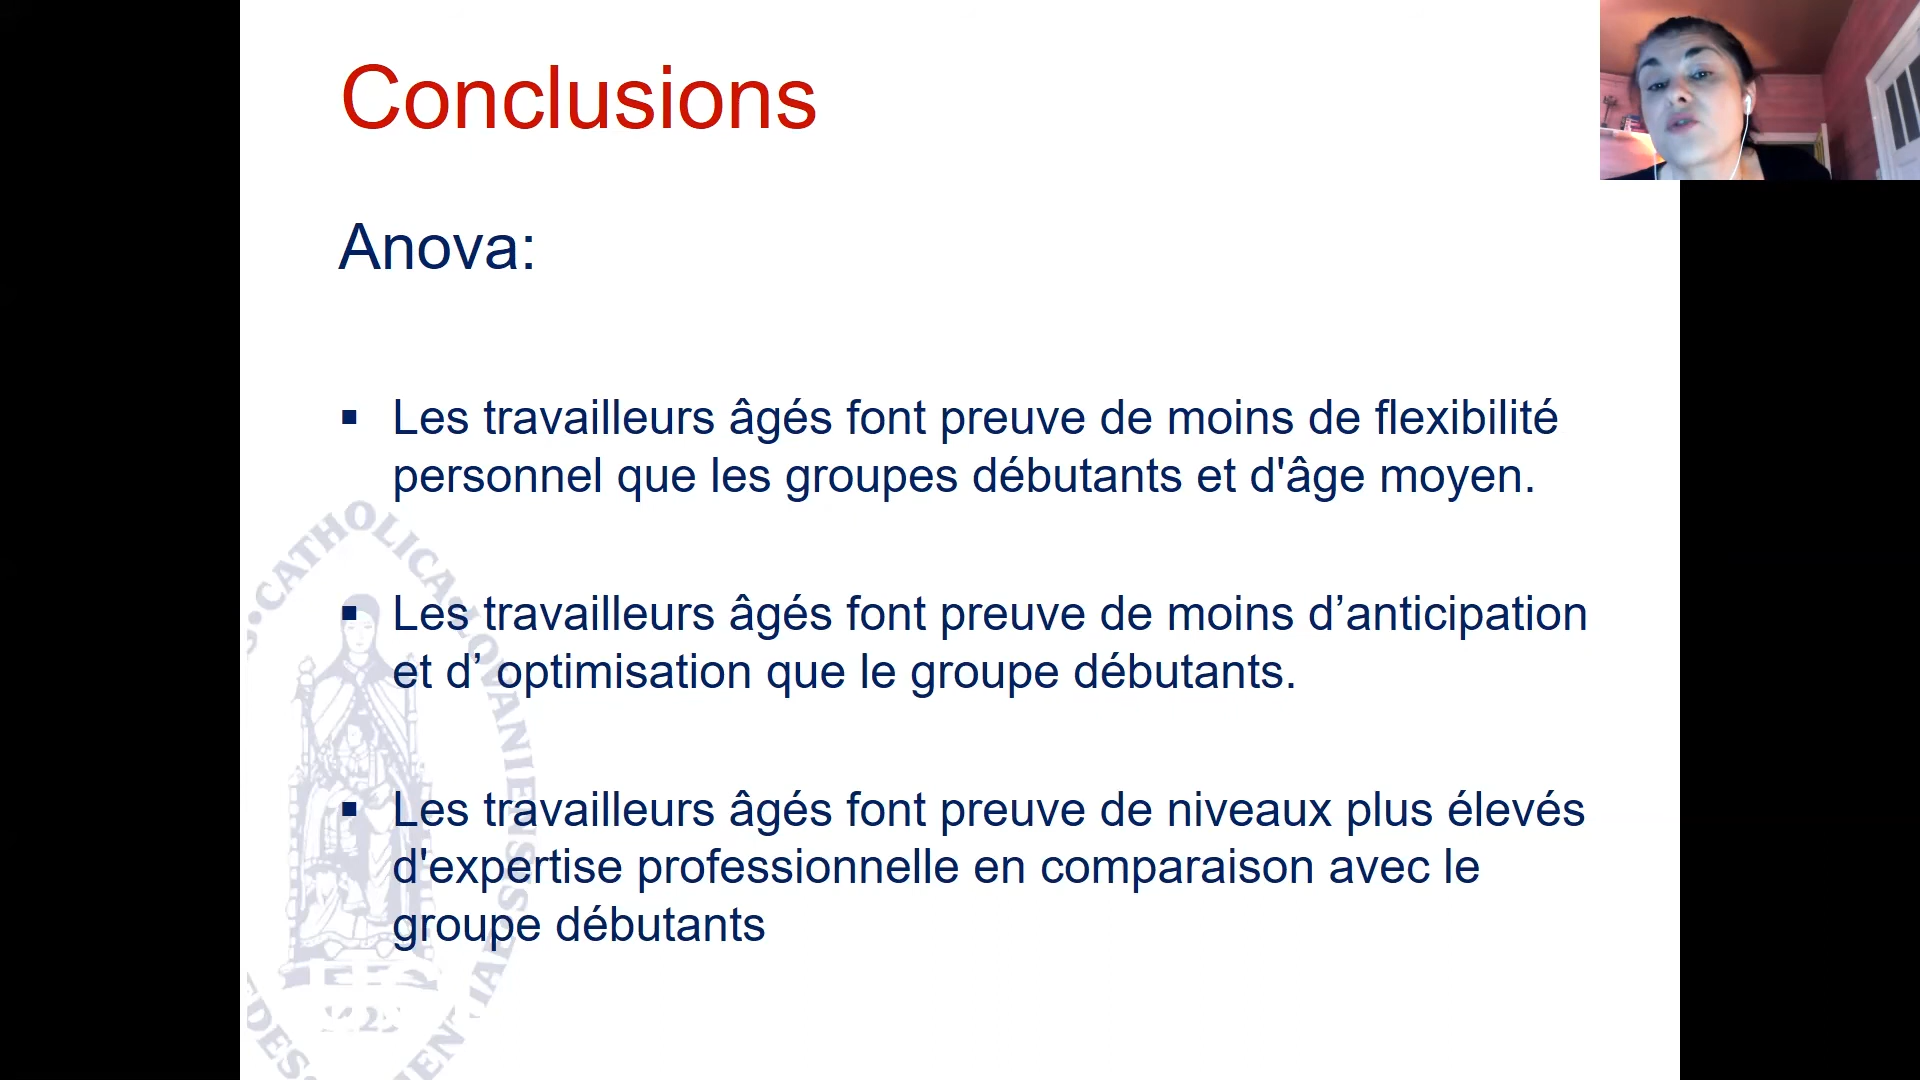 Conclusions
Anova:
▪ Les travailleurs âgés font preuve de moins de flexibilité
personnel que les groupes débutants et d'âge moyen.
▪ Les travailleurs âgés font preuve de moins d’anticipation
et d’ optimisation que le groupe débutants.
▪ Les travailleurs âgés font preuve de niveaux plus élevés
d'expertise professionnelle en comparaison avec le
groupe débutants
CATHOLICA•LOVANIENSIS